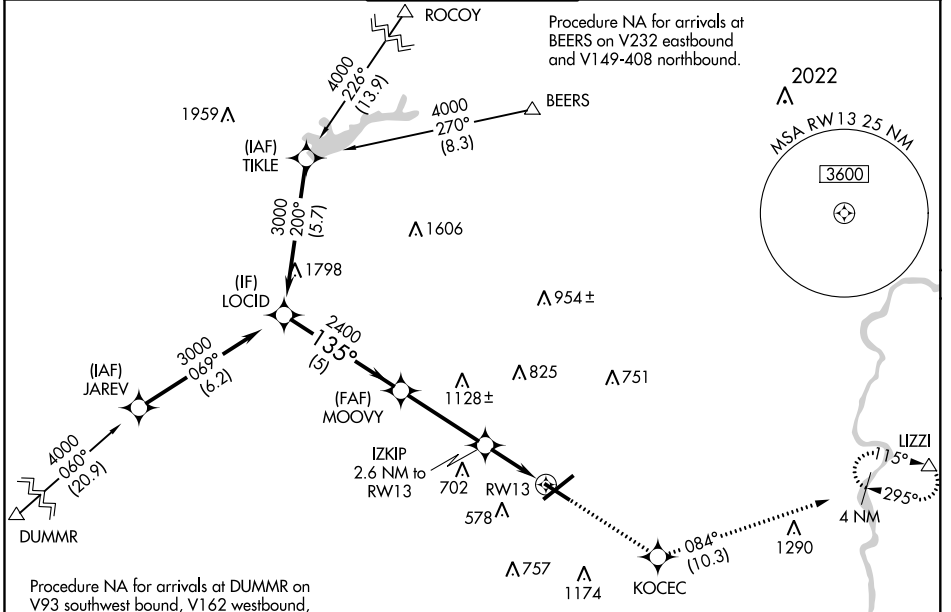 ROCOY
Procedure NA for arrivals at
BEERS on V232 eastbound
and V149-408 northbound.
4000
226°
(13.9)
2022
1959
4000
270°
(8.3)
BEERS
MSA RW13 25 NM
3600
(IAF)
TIKLE
3000
200°
(5.7)
1606
1798
(IF)
LOCID
954 ±
2400
135°
(5)
3000
069°
(6.2)
(IAF)
JAREV
825
751
1128 ±
(FAF)
MOOVY
4000
060°
(20.9)
IZKIP
2.6 NM to
RW13
702
RW13
578
LIZZI
115°
295°
4 NM
DUMMR
084°
(10.3)
1290
KOCEC
757
1174
Procedure NA for arrivals at DUMMR on
V93 southwest bound, V162 westbound,